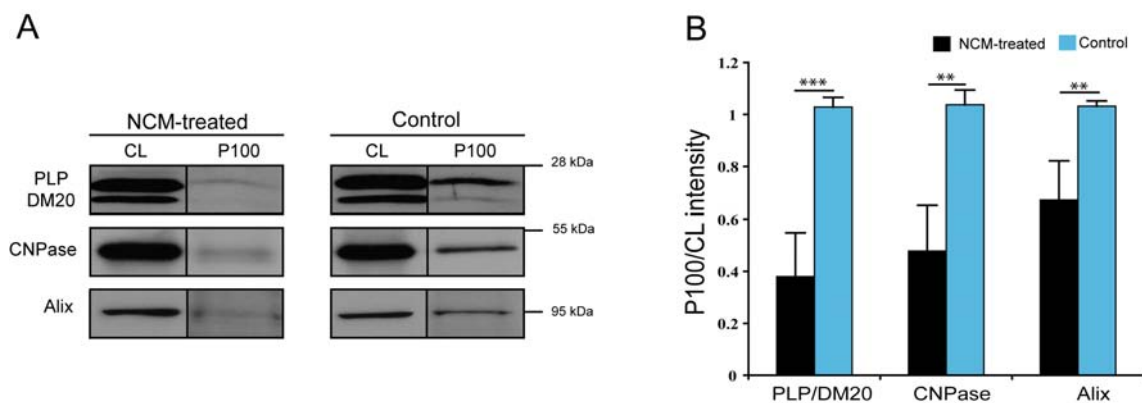 A
NCM-treated Control
CL P100 CL P100
PLP
DM20
28 kDa
CNPase
55 kDa
Alix
95 kDa
B
NCM-treated Control
P100/CL intensity
1.2
1
0.8
0.6
0.4
0.2
0
*** ** **
PLP/DM20 CNPase Alix